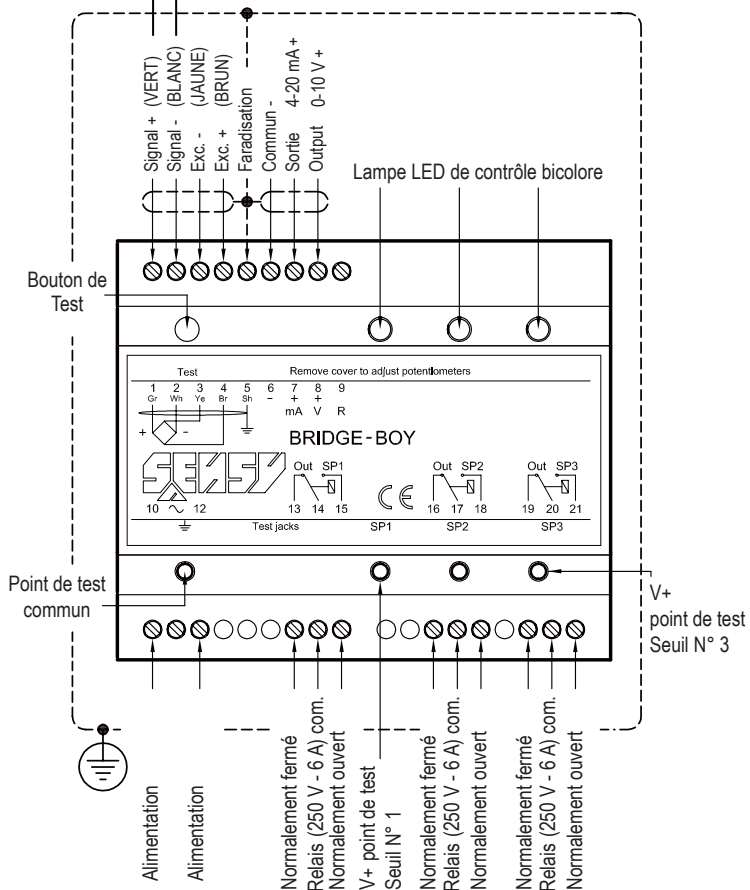 Signal + (VERT)
Signal - (BLANC)
Exc. - (JAUNE)
Exc. + (BRUN)
Faradisation
Commun -
Sortie 4-20 mA +
Output 0-10 V +
Lampe LED de contrôle bicolore
Bouton de
Test
Test Remove cover to adjust potentiometers
1 2 3 4 5 6 7 8 9
Gr Wh Ye Br Sh - + +
mA V R
+ -
BRIDGE-BOY
SENSY
Out SP1 Out SP2 Out SP3
CE
10 12 13 14 15 16 17 18 19 20 21
Test jacks SP1 SP2 SP3
Point de test
commun
V+
point de test
Seuil N° 3
Alimentation
Alimentation
Normalement fermé
Relais (250 V - 6 A) com.
Normalement ouvert
V+ point de test
Seuil N° 1
Normalement fermé
Relais (250 V - 6 A) com.
Normalement ouvert
Normalement fermé
Relais (250 V - 6 A) com.
Normalement ouvert